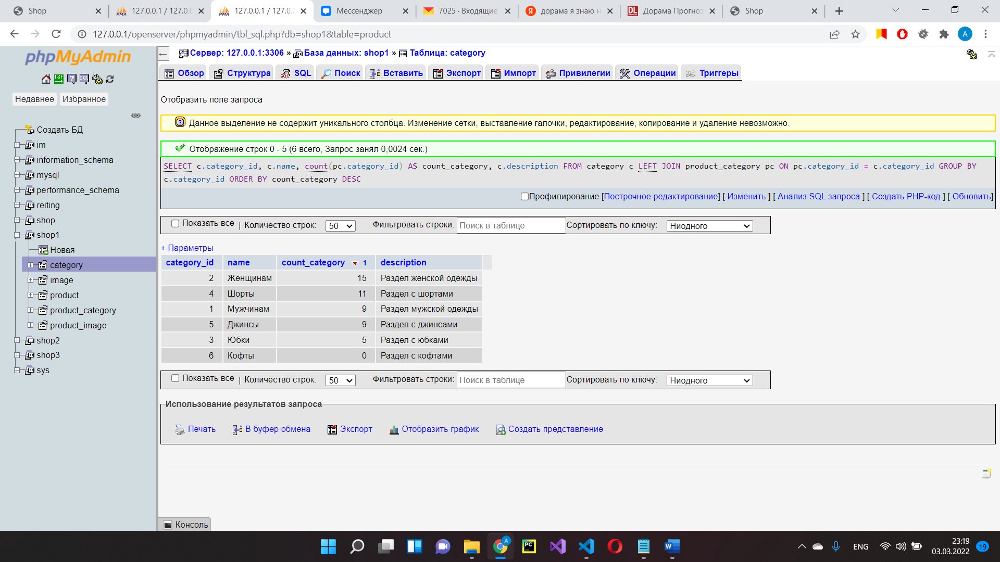 Shop
127.0.0.1 / 127.0.0
127.0.0.1 / 127.0.0
Мессенджер
7025 · Входящие
дорама я знаю н
Дорама Прогноз
Shop
127.0.0.1/openserver/phpmyadmin/tbl_sql.php?db=shop1&table=product
A
phpMyAdmin
Недавнее
Избранное
Создать БД
im
information_schema
mysql
performance_schema
reiting
shop
shop1
Новая
category
image
product
product_category
product_image
shop2
shop3
sys
Сервер: 127.0.0.1:3306 » База данных: shop1 » Таблица: category
Обзор Структура SQL Поиск Вставить Экспорт Импорт Привилегии Операции Триггеры
Отобразить поле запроса
Данное выделение не содержит уникального столбца. Изменение сетки, выставление галочки, редактирование, копирование и удаление невозможно.
Отображение строк 0 - 5 (6 всего, Запрос занял 0,0024 сек.)
SELECT c.category_id, c.name, count(pc.category_id) AS count_category, c.description FROM category c LEFT JOIN product_category pc ON pc.category_id = c.category_id GROUP BY
c.category_id ORDER BY count_category DESC
Профилирование [Построчное редактирование] [ Изменить ] [ Анализ SQL запроса ] [ Создать PHP-код ] [ Обновить]
Показать все | Количество строк: 50 Фильтровать строки: Поиск в таблице Сортировать по ключу: Ниодного
+ Параметры
category_id name count_category 1 description
2 Женщинам 15 Раздел женской одежды
4 Шорты 11 Раздел с шортами
1 Мужчинам 9 Раздел мужской одежды
5 Джинсы 9 Раздел с джинсами
3 Юбки 5 Раздел с юбками
6 Кофты 0 Раздел с кофтами
Показать все | Количество строк: 50 Фильтровать строки: Поиск в таблице Сортировать по ключу: Ниодного
Использование результатов запроса
Печать В буфер обмена Экспорт Отобразить график Создать представление
Консоль
ENG
23:19
03.03.2022
19